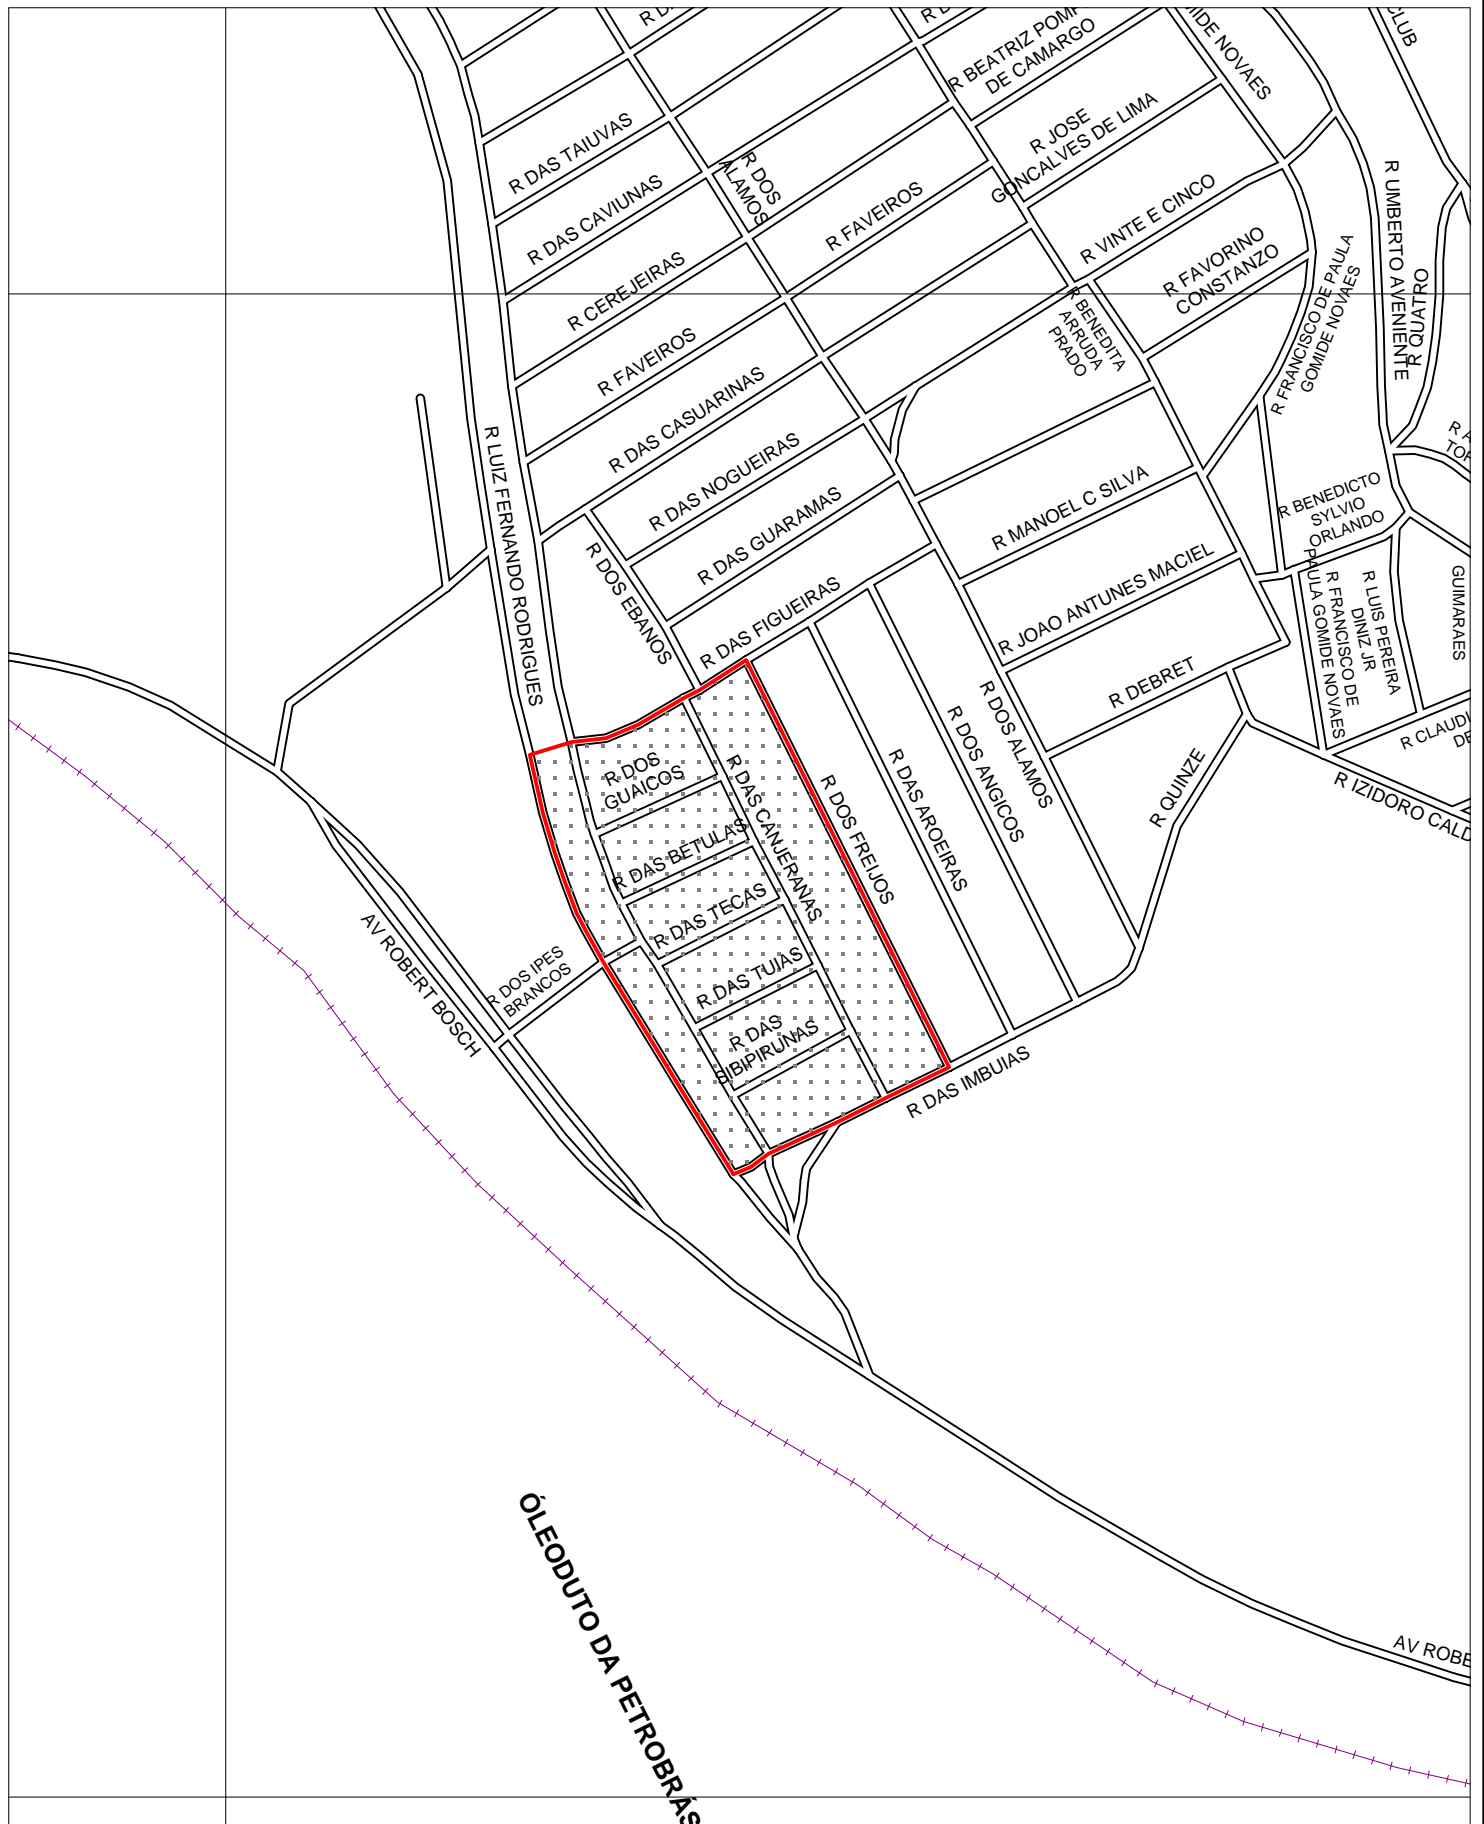 R BEATRIZ
DE CAMARGO
NOVAES
CLUB
R DAS TAIUVAS
R DOS
ALAMOS
R JOSE
GONCALVES DE LIMA
R DAS CAVIUNAS
R FAVEIROS
R VINTE E CINCO
R UMBERTO AVENIENTE
R CEREJEIRAS
R FAVORINO
CONSTANZO
R FRANCISCO DE PAULA
GOMIDE NOVAES
R QUATRO
R FAVEIROS
R BENEDITA
ARRUDA
PRADO
R DAS CASUARINAS
R LUIZ FERNANDO RODRIGUES
R DAS NOGUEIRAS
R DAS GUARAMAS
R MANOEL C SILVA
R BENEDICTO
SYLVIO
ORLANDO
R DOS EBANOS
R DAS FIGUEIRAS
R JOAO ANTUNES MACIEL
R FRANCISCO DE
PAULA GOMIDE NOVAES
R LUIS PEREIRA
DINIZ JR
GUIMARAES
R DEBRET
R DOS ALAMOS
R DOS ANGICOS
R CLAUDI
DE
R DOS
GUAICOS
R DAS CANJERANAS
R DOS FREIJOS
R DAS AROEIRAS
R QUINZE
R IZIDORO CALD
R DAS BETULAS
R DAS TECAS
AV ROBERT BOSCH
R DOS IPES
BRANCOS
R DAS TUIAS
R DAS
SIBIPIRUNAS
R DAS IMBUIAS
ÓLEODUTO DA PETROBRÁS
AV ROBE